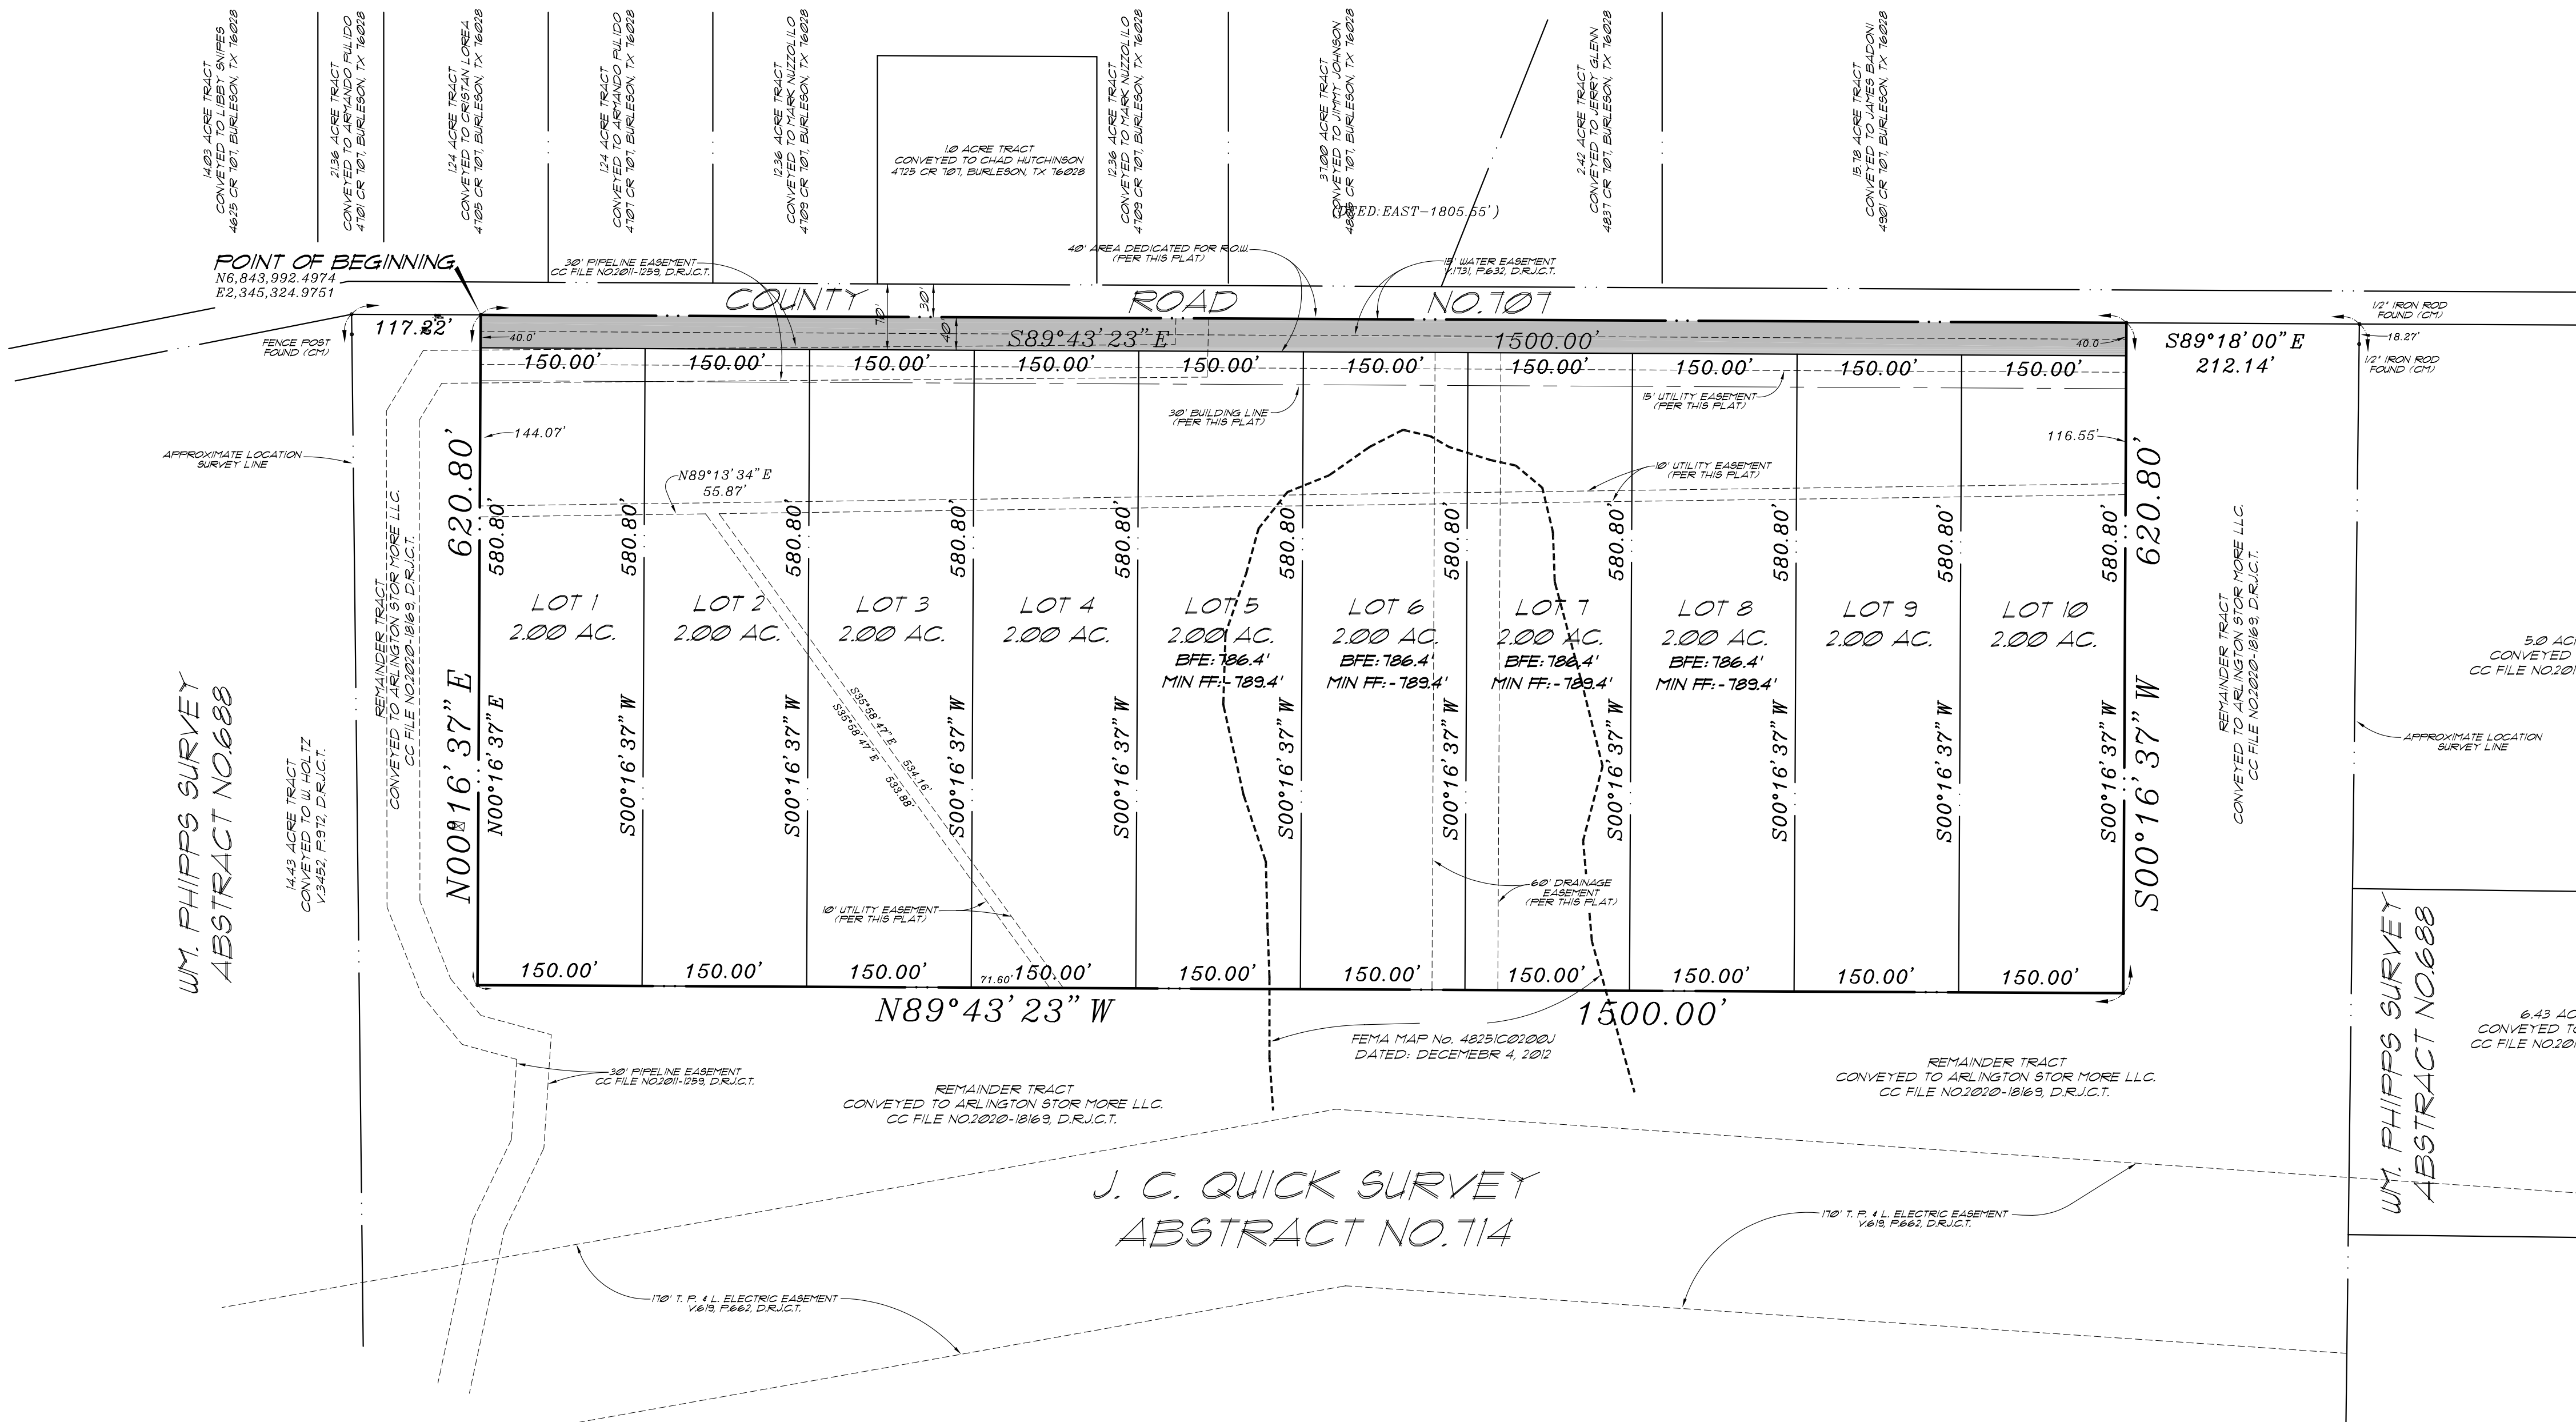 14.03 ACRE TRACT
CONVEYED TO LIBBY SNIPES
4625 CR 707, BURLESON, TX 76028
21.36 ACRE TRACT
CONVEYED TO ARMANDO PULIDO
4701 CR 707, BURLESON, TX 76028
1.24 ACRE TRACT
CONVEYED TO CRISTAN LOREA
4705 CR 707, BURLESON, TX 76028
1.24 ACRE TRACT
CONVEYED TO ARMANDO PULIDO
4707 CR 707, BURLESON, TX 76028
12.36 ACRE TRACT
CONVEYED TO MARK NUZZOLILO
4709 CR 707, BURLESON, TX 76028
1.0 ACRE TRACT
CONVEYED TO CHAD HUTCHINSON
4725 CR 707, BURLESON, TX 76028
12.36 ACRE TRACT
CONVEYED TO MARK NUZZOLILO
4709 CR 707, BURLESON, TX 76028
37.00 ACRE TRACT
CONVEYED TO JIMMY JOHNSON
CR 707, BURLESON, TX 76028
(DEED:EAST-1805.55')
2.42 ACRE TRACT
CONVEYED TO JERRY GLENN
4837 CR 707, BURLESON, TX 76028
15.78 ACRE TRACT
CONVEYED TO JAMES BADONI
4901 CR 707, BURLESON, TX 76028
POINT OF BEGINNING
N6,843,992.4974
E2,345,324.9751
30' PIPELINE EASEMENT
CC FILE NO.2011-1259, D.R.J.C.T.
40' AREA DEDICATED FOR R.O.W.
(PER THIS PLAT)
15' WATER EASEMENT
V.1731, P.632, D.R.J.C.T.
COUNTY ROAD NO.707
70'
30'
40'
1/2" IRON ROD
FOUND (CM)
117.22'
FENCE POST
FOUND (CM)
40.0
S89°43'23"E
1500.00'
40.0
S89°18'00"E
212.14'
18.27'
1/2" IRON ROD
FOUND (CM)
150.00'
150.00'
150.00'
150.00'
150.00'
150.00'
150.00'
150.00'
150.00'
150.00'
30' BUILDING LINE
(PER THIS PLAT)
15' UTILITY EASEMENT
(PER THIS PLAT)
144.07'
116.55'
APPROXIMATE LOCATION
SURVEY LINE
N89°13'34"E
55.87'
10' UTILITY EASEMENT
(PER THIS PLAT)
620.80'
N00°16'37"E
580.80'
N00°16'37"E
580.80'
S00°16'37"W
580.80'
S00°16'37"W
580.80'
S00°16'37"W
580.80'
S00°16'37"W
580.80'
S00°16'37"W
580.80'
S00°16'37"W
580.80'
S00°16'37"W
580.80'
S00°16'37"W
580.80'
S00°16'37"W
580.80'
S00°16'37"W
620.80'
S00°16'37"W
REMAINDER TRACT
CONVEYED TO ARLINGTON STOR MORE LLC.
CC FILE NO.2020-18169, D.R.J.C.T.
LOT 1
2.00 AC.
LOT 2
2.00 AC.
LOT 3
2.00 AC.
LOT 4
2.00 AC.
LOT 5
2.00 AC.
BFE: 786.4'
MIN FF:-789.4'
LOT 6
2.00 AC.
BFE: 786.4'
MIN FF:-789.4'
LOT 7
2.00 AC.
BFE: 786.4'
MIN FF:-789.4'
LOT 8
2.00 AC.
BFE: 786.4'
MIN FF:-789.4'
LOT 9
2.00 AC.
LOT 10
2.00 AC.
REMAINDER TRACT
CONVEYED TO ARLINGTON STOR MORE LLC.
CC FILE NO.2020-18169, D.R.J.C.T.
5.0
CONVEYED
CC FILE
APPROXIMATE LOCATION
SURVEY LINE
WM. PHIPPS SURVEY
ABSTRACT NO.688
14.43 ACRE TRACT
CONVEYED TO W. HOLTZ
V.3452, P.972, D.R.J.C.T.
S35°58'47"E 534.16'
S35°58'47"E 533.88'
10' UTILITY EASEMENT
(PER THIS PLAT)
60' DRAINAGE
EASEMENT
(PER THIS PLAT)
150.00'
150.00'
150.00'
71.60'
150.00'
150.00'
150.00'
150.00'
150.00'
150.00'
150.00'
N89°43'23"W
1500.00'
FEMA MAP No. 48251C0200J
DATED: DECEMEBR 4, 2012
WM. PHIPPS SURVEY
ABSTRACT NO.688
6.43
CONVEYED
CC FILE
30' PIPELINE EASEMENT
CC FILE NO.2011-1259, D.R.J.C.T.
REMAINDER TRACT
CONVEYED TO ARLINGTON STOR MORE LLC.
CC FILE NO.2020-18169, D.R.J.C.T.
REMAINDER TRACT
CONVEYED TO ARLINGTON STOR MORE LLC.
CC FILE NO.2020-18169, D.R.J.C.T.
J. C. QUICK SURVEY
ABSTRACT NO.714
170' T. P. & L. ELECTRIC EASEMENT
V.619, P.662, D.R.J.C.T.
170' T. P. & L. ELECTRIC EASEMENT
V.619, P.662, D.R.J.C.T.